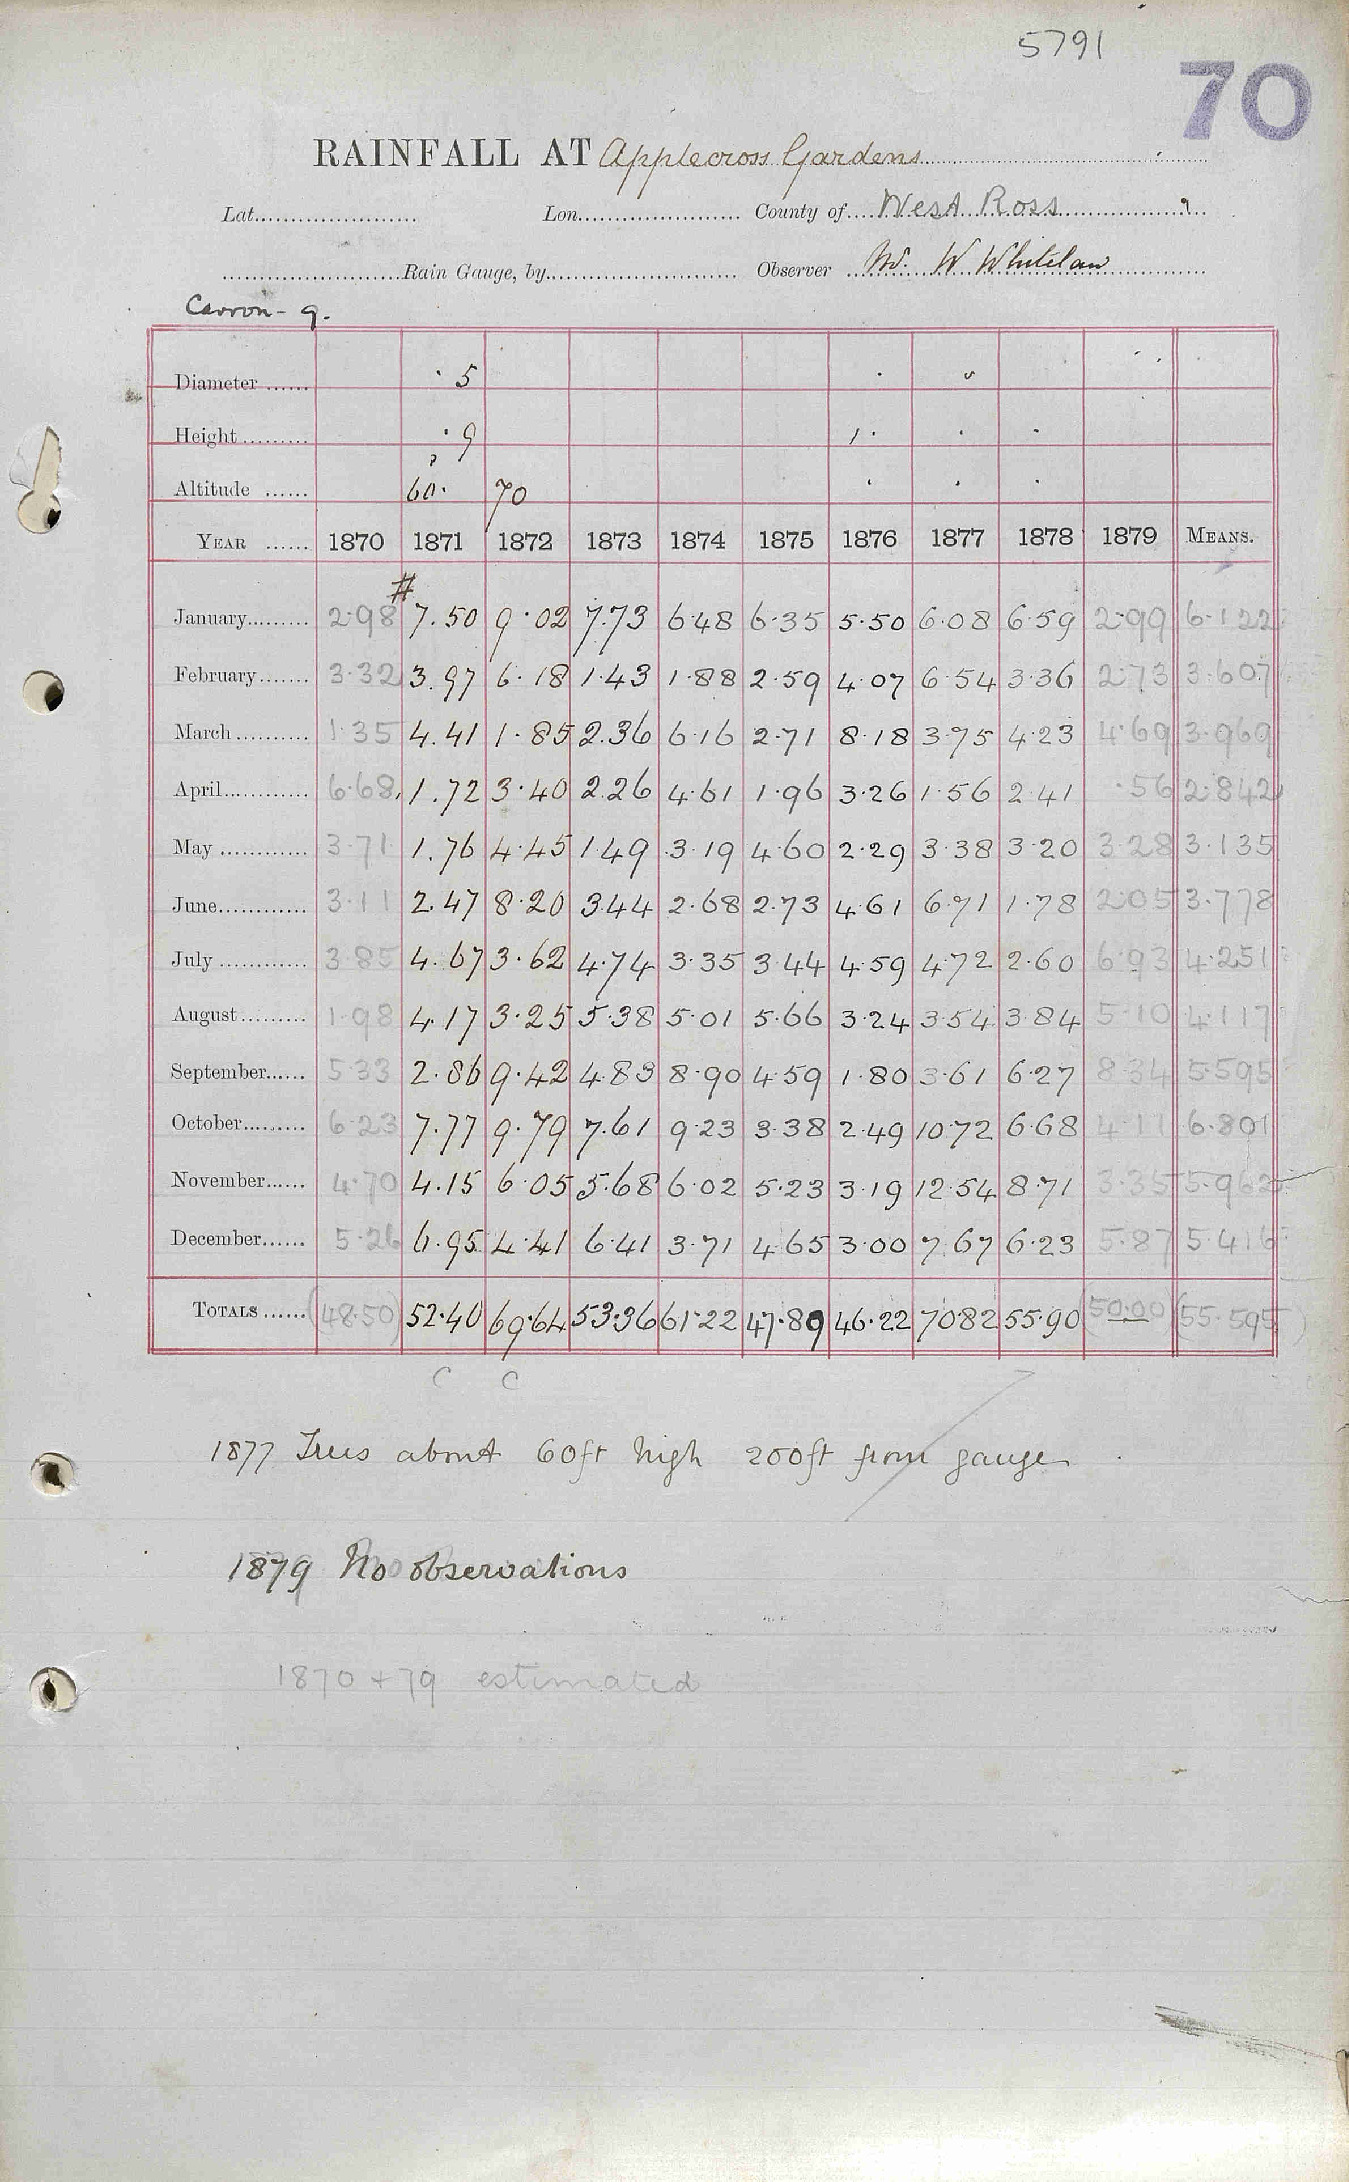 5791
70
RAINFALL AT Applecross Gardens
Lat. Lon. County of West Ross
Rain Gauge, by Observer W Whitelaw
Carron - g.
Diameter 5
Height 9
Altitude 60 70
YEAR 1870 1871 1872 1873 1874 1875 1876 1877 1878 1879 MEANS.
#
January 2.98 7.50 9.02 7.73 6.48 6.35 5.50 6.08 6.59 2.99 6.122
February 3.32 3.97 6.18 1.43 1.88 2.59 4.07 6.54 3.36 2.73 3.607
March 1.35 4.41 1.85 2.36 6.16 2.71 8.18 3.75 4.23 4.69 3.969
April 6.68 1.72 3.40 2.26 4.61 1.96 3.26 1.56 2.41 .56 2.842
May 3.71 1.76 4.45 1.49 3.19 4.60 2.29 3.38 3.20 3.28 3.135
June 3.11 2.47 8.20 3.44 2.68 2.73 4.61 6.71 1.78 2.05 3.778
July 3.85 4.67 3.62 4.74 3.35 3.44 4.59 4.72 2.60 6.93 4.251
August 1.98 4.17 3.25 5.38 5.01 5.66 3.24 3.54 3.84 5.10 4.117
September 5.33 2.86 9.42 4.83 8.90 4.59 1.80 3.61 6.27 8.34 5.595
October 6.23 7.77 9.79 7.61 9.23 3.38 2.49 10.72 6.68 4.11 6.801
November 4.70 4.15 6.05 5.68 6.02 5.23 3.19 12.54 8.71 3.35 5.962
December 5.26 6.95 4.41 6.41 3.71 4.65 3.00 7.67 6.23 5.87 5.416
TOTALS (48.50) 52.40 69.64 53.36 61.22 47.89 46.22 70.82 55.90 (50.00) (55.595)
C C
1877 Trees about 60ft high 200ft from gauge
1879 No observations
1870 + 79 estimated